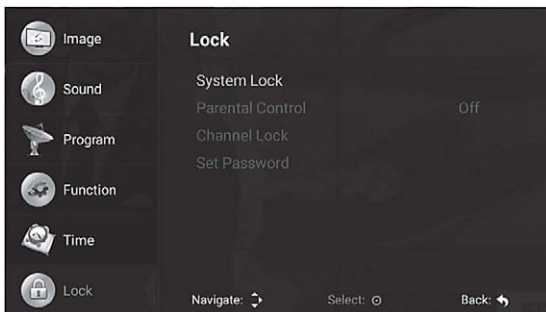 Image
Sound
Program
Function
Time
Lock
Lock
System Lock
Parental Control Off
Channel Lock
Set Password
Navigate: Select: Back: